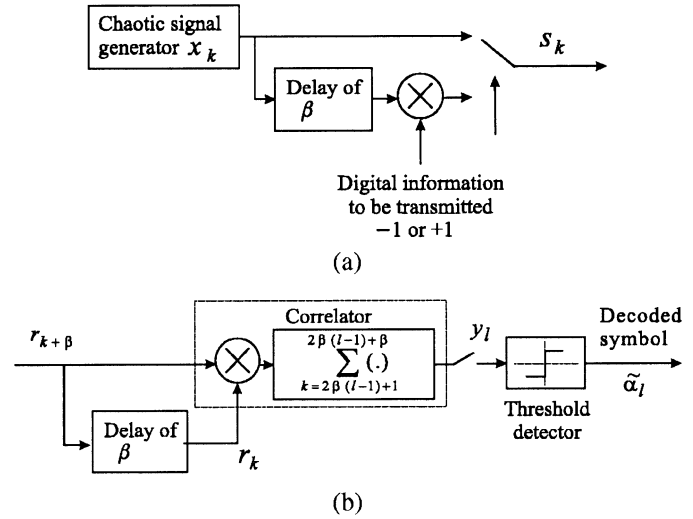 Chaotic signal
generator x_k
s_k
Delay of
β
Digital information
to be transmitted
−1 or +1
(a)
Correlator
r_{k+β}
2β(l−1)+β
∑ (.)
k=2β(l−1)+1
y_l
Decoded
symbol
α̃_l
Threshold
detector
Delay of
β
r_k
(b)